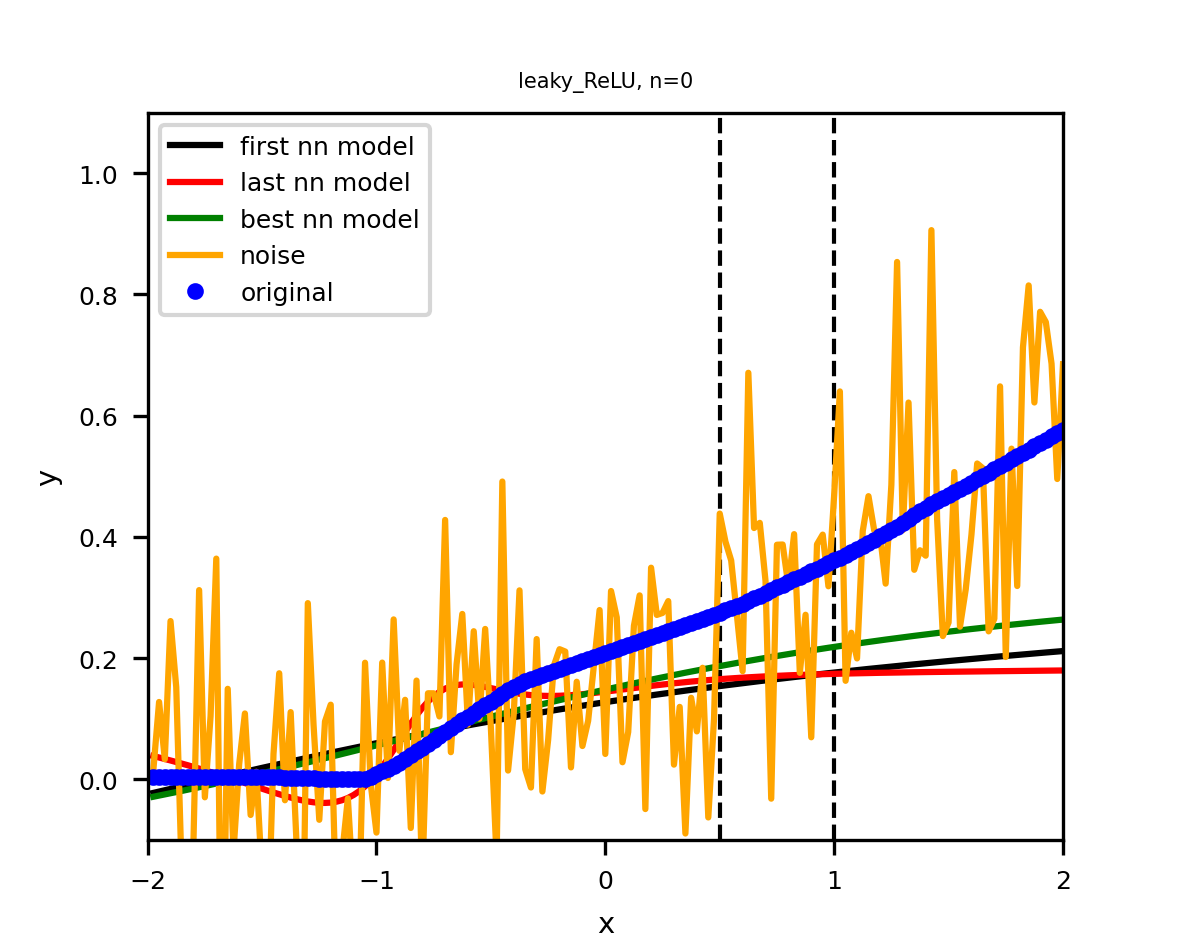 leaky_ReLU, n=0
first nn model
last nn model
best nn model
noise
original
1.0
0.8
0.6
0.4
0.2
0.0
y
−2
−1
0
1
2
x